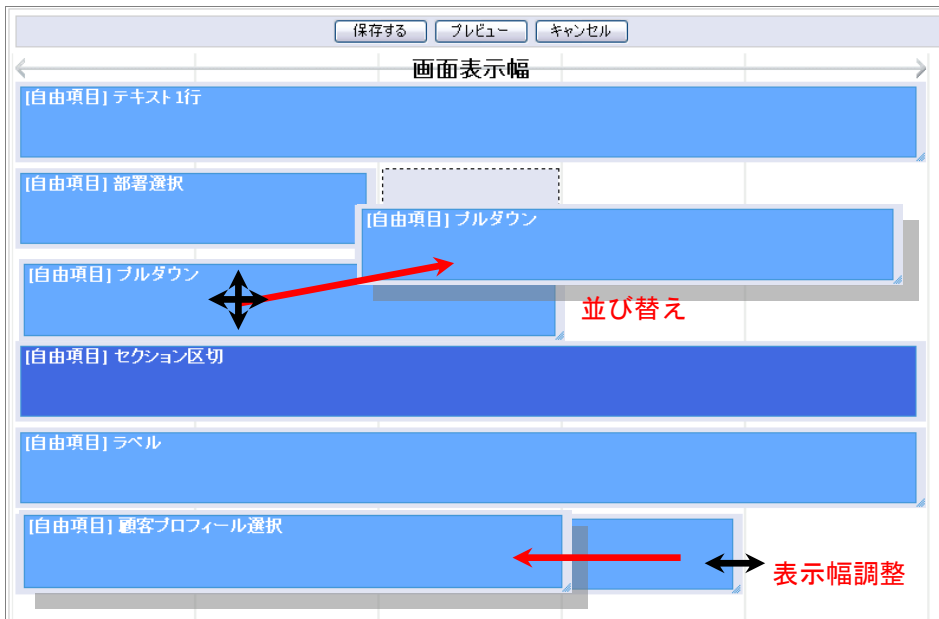 保存する プレビュー キャンセル
画面表示幅
[自由項目] テキスト1行
[自由項目] 部署選択
[自由項目] プルダウン
[自由項目] プルダウン
並び替え
[自由項目] セクション区切
[自由項目] ラベル
[自由項目] 顧客プロフィール選択
表示幅調整